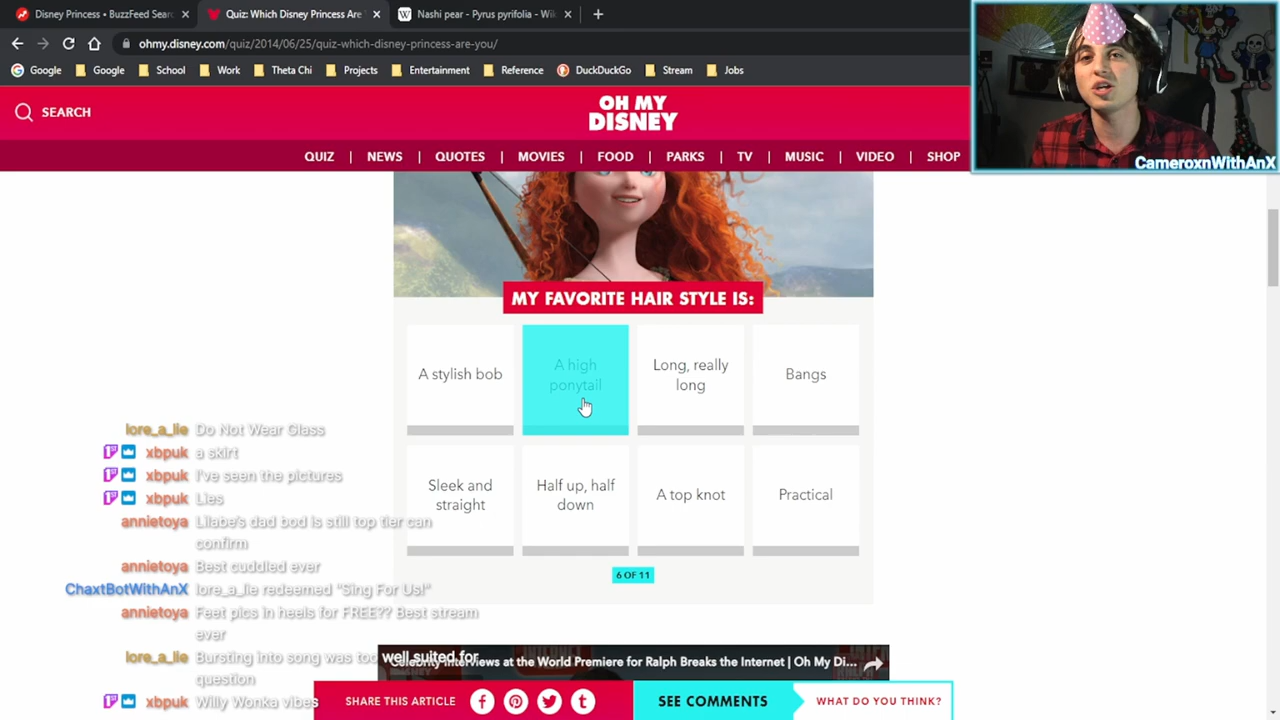 Disney Princess • BuzzFeed Sear
Quiz: Which Disney Princess Are
Nashi pear - Pyrus pyrifolia - Wik
ohmy.disney.com/quiz/2014/06/25/quiz-which-disney-princess-are-you/
Google
Google
School
Work
Theta Chi
Projects
Entertainment
Reference
DuckDuckGo
Stream
Jobs
CameroxnWithAnX
SEARCH
OH MY
DISNEY
QUIZ | NEWS | QUOTES | MOVIES | FOOD | PARKS | TV | MUSIC | VIDEO | SHOP
MY FAVORITE HAIR STYLE IS:
A stylish bob
A high
ponytail
Long, really
long
Bangs
Sleek and
straight
Half up, half
down
A top knot
Practical
6 OF 11
lore_a_lie Do Not Wear Glass
xbpuk a skirt
xbpuk I've seen the pictures
xbpuk Lies
annietoya Lilabe's dad bod is still top tier can
confirm
annietoya Best cuddled ever
ChaxtBotWithAnX lore_a_lie redeemed "Sing For Us!"
annietoya Feet pics in heels for FREE?? Best stream
ever
lore_a_lie Bursting into song was too
question
xbpuk Willy Wonka vibes
well suited for
Celebrity Interviews at the World Premiere for Ralph Breaks the Internet | Oh My Di...
SHARE THIS ARTICLE
SEE COMMENTS
WHAT DO YOU THINK?